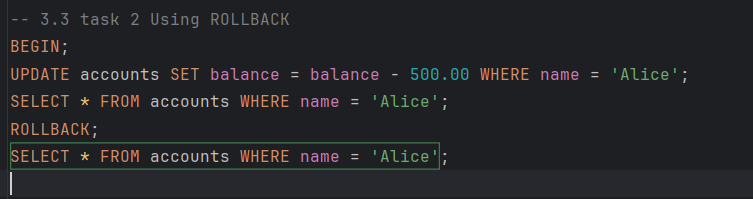 -- 3.3 task 2 Using ROLLBACK
BEGIN;
UPDATE accounts SET balance = balance - 500.00 WHERE name = 'Alice';
SELECT * FROM accounts WHERE name = 'Alice';
ROLLBACK;
SELECT * FROM accounts WHERE name = 'Alice';